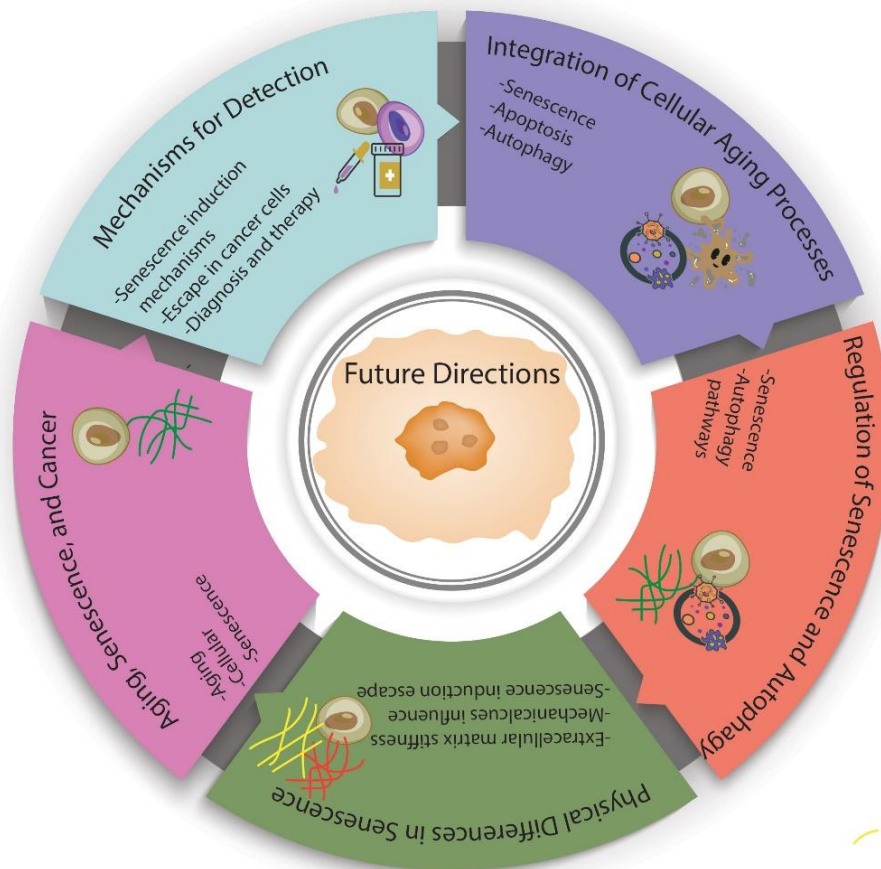 Mechanisms for Detection
-Senescence induction
mechanisms
-Escape in cancer cells
-Diagnosis and therapy
Integration of Cellular Aging Processes
-Senescence
-Apoptosis
-Autophagy
Regulation of Senescence and Autophagy
-Senescence
-Autophagy
pathways
Physical Differences in Senescence
-Extracellular matrix stiffness
-Mechanicalcues influence
-Senescence induction escape
Aging, Senescence, and Cancer
-Aging
-Cellular
-Senescence
Future Directions